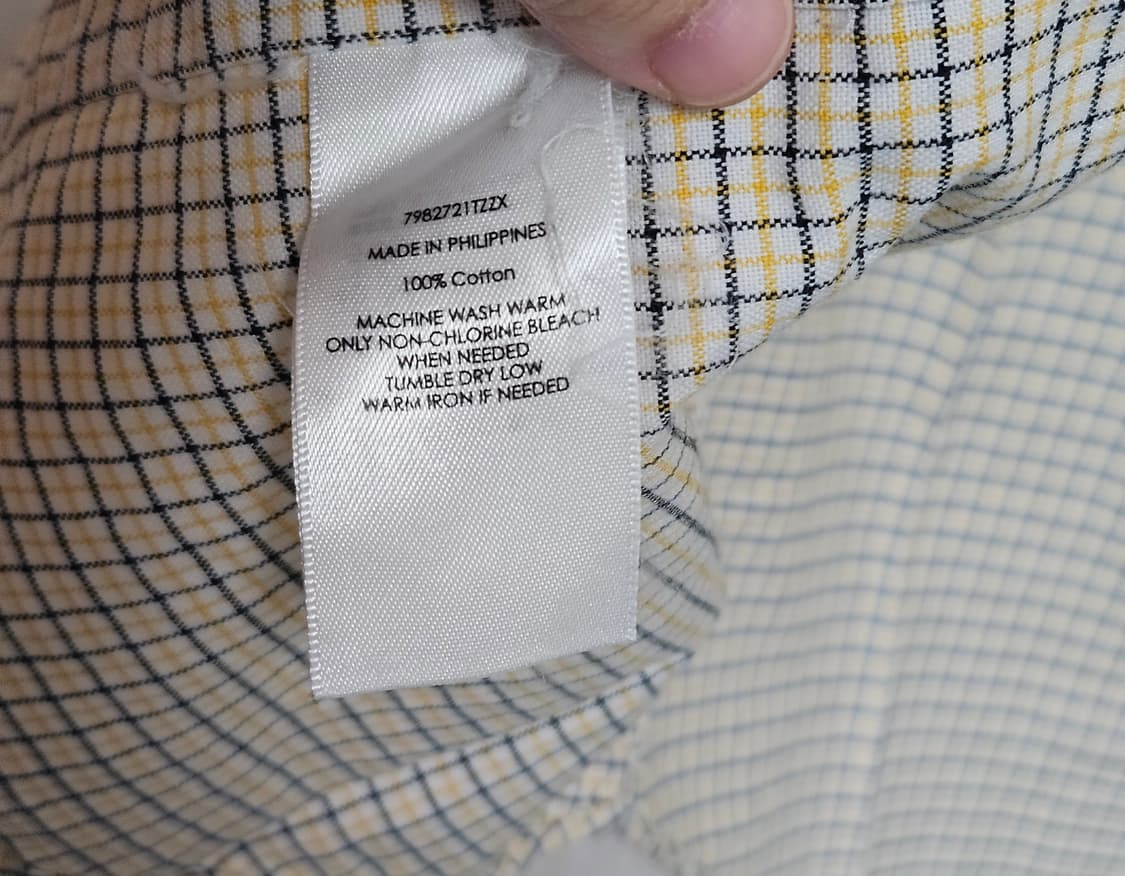 7982721TZZX
MADE IN PHILIPPINES
100% Cotton
MACHINE WASH WARM
ONLY NON-CHLORINE BLEACH
WHEN NEEDED
TUMBLE DRY LOW
WARM IRON IF NEEDED